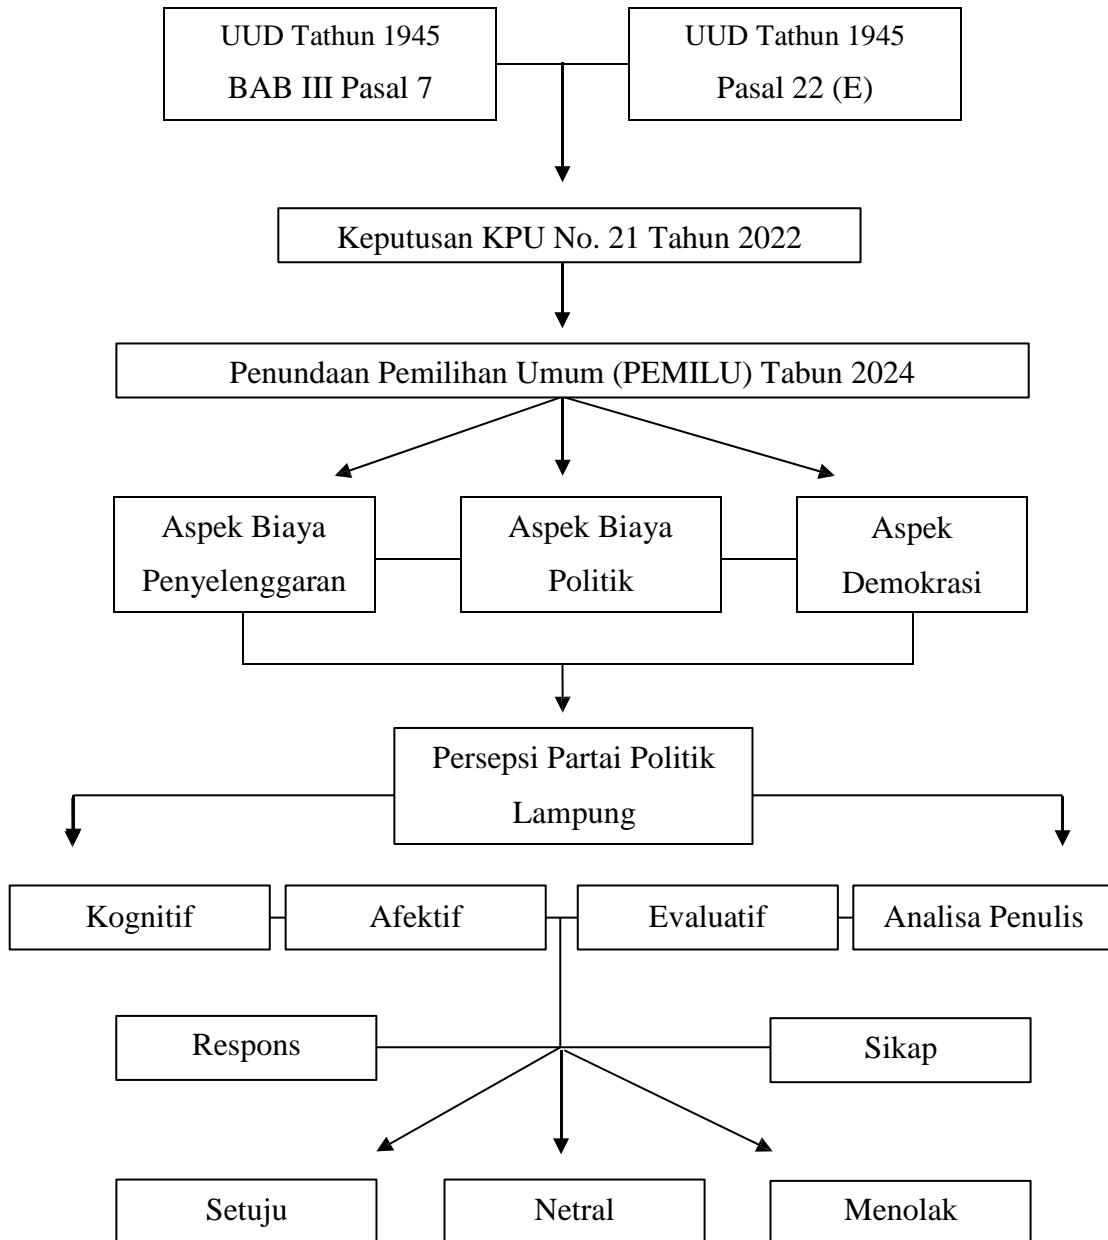 UUD Tathun 1945
BAB III Pasal 7
UUD Tathun 1945
Pasal 22 (E)
Keputusan KPU No. 21 Tahun 2022
Penundaan Pemilihan Umum (PEMILU) Tabun 2024
Aspek Biaya
Penyelenggaran
Aspek Biaya
Politik
Aspek
Demokrasi
Persepsi Partai Politik
Lampung
Kognitif
Afektif
Evaluatif
Analisa Penulis
Respons
Sikap
Setuju
Netral
Menolak